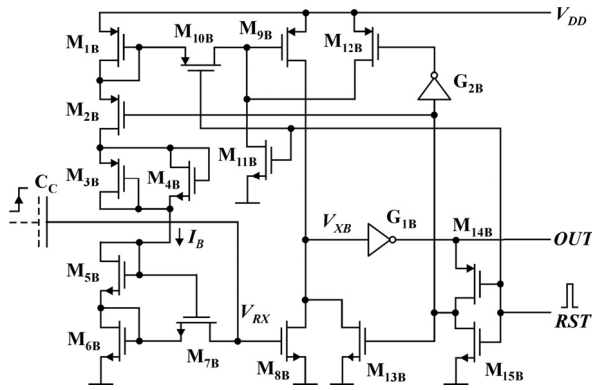 V_DD
M_10B
M_9B
M_1B
M_12B
G_2B
M_2B
M_11B
M_3B
M_4B
C_C
G_1B
M_14B
V_XB
OUT
I_B
M_5B
V_RX
RST
M_6B
M_7B
M_8B
M_13B
M_15B